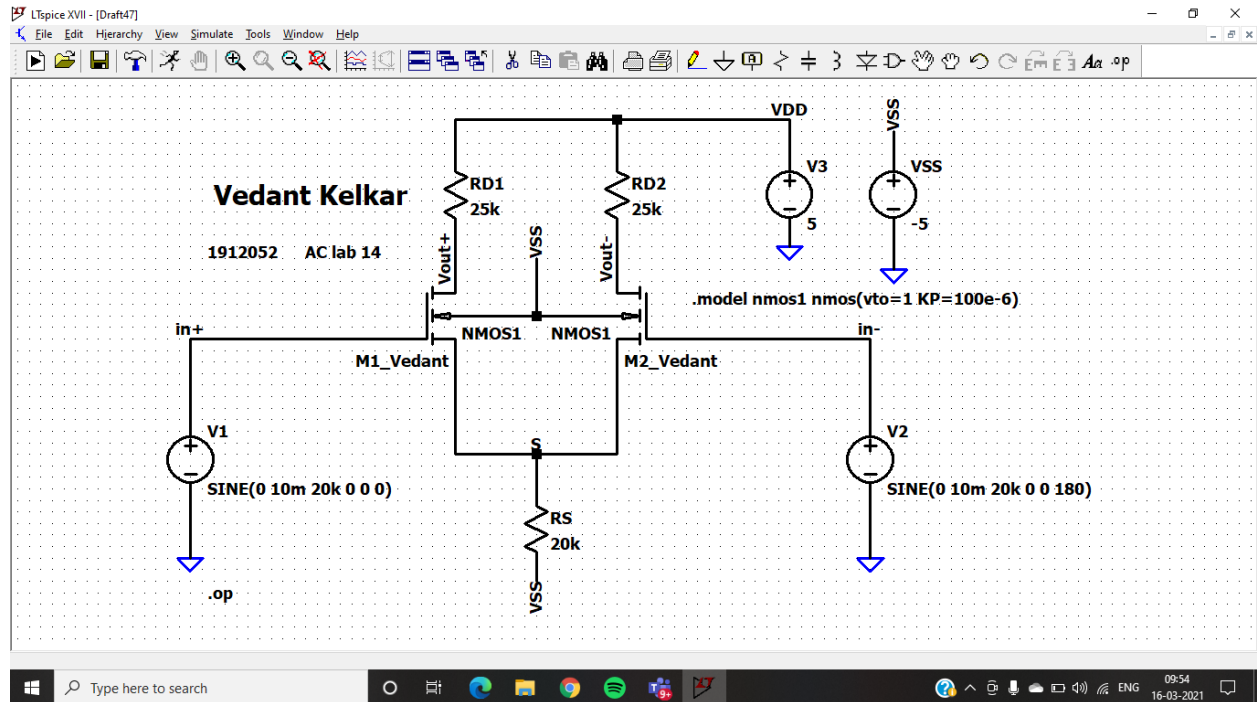 LTspice XVII - [Draft47]
File Edit Hierarchy View Simulate Tools Window Help
.op
VDD
VSS
V3
VSS
5
-5
Vedant Kelkar
1912052 AC lab 14
RD1
25k
RD2
25k
Vout+
VSS
Vout-
.model nmos1 nmos(vto=1 KP=100e-6)
in+
NMOS1
NMOS1
in-
M1_Vedant
M2_Vedant
V1
SINE(0 10m 20k 0 0 0)
S
V2
SINE(0 10m 20k 0 0 180)
RS
20k
VSS
.op
Type here to search
9+
ENG
09:54
16-03-2021